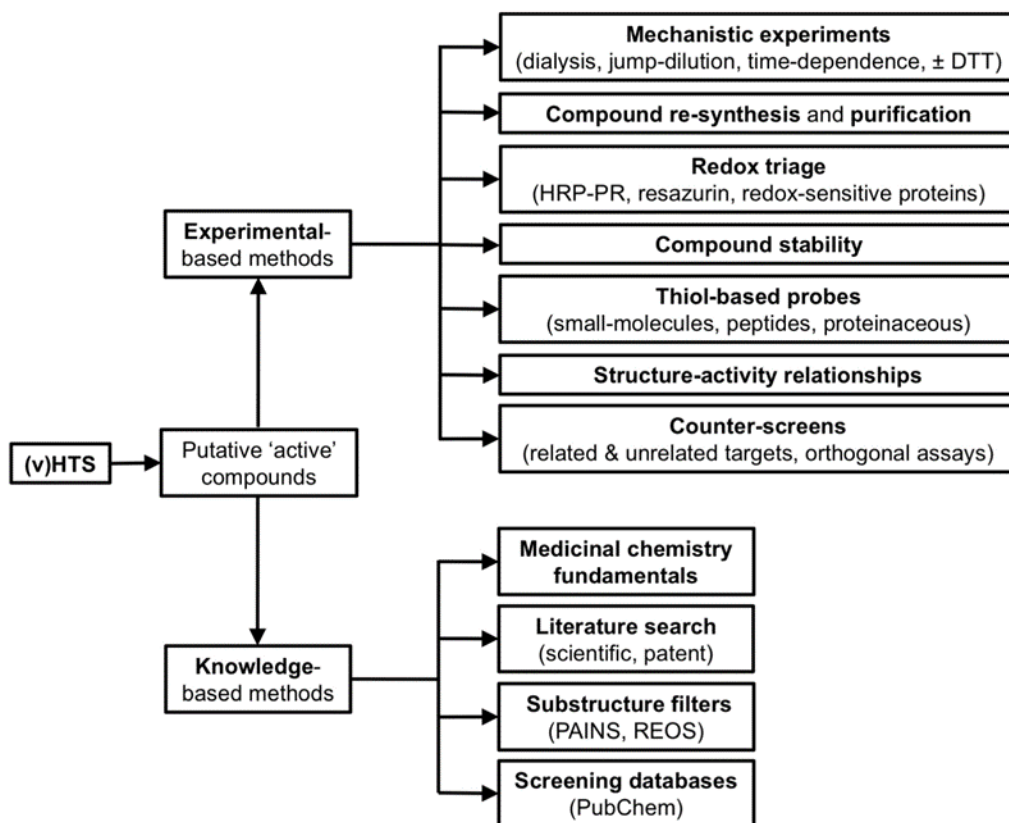 Mechanistic experiments
(dialysis, jump-dilution, time-dependence, ± DTT)
Compound re-synthesis and purification
Redox triage
(HRP-PR, resazurin, redox-sensitive proteins)
Experimental-
based methods
Compound stability
Thiol-based probes
(small-molecules, peptides, proteinaceous)
Structure-activity relationships
Counter-screens
(related & unrelated targets, orthogonal assays)
(v)HTS
Putative ‘active’
compounds
Medicinal chemistry
fundamentals
Literature search
(scientific, patent)
Knowledge-
based methods
Substructure filters
(PAINS, REOS)
Screening databases
(PubChem)